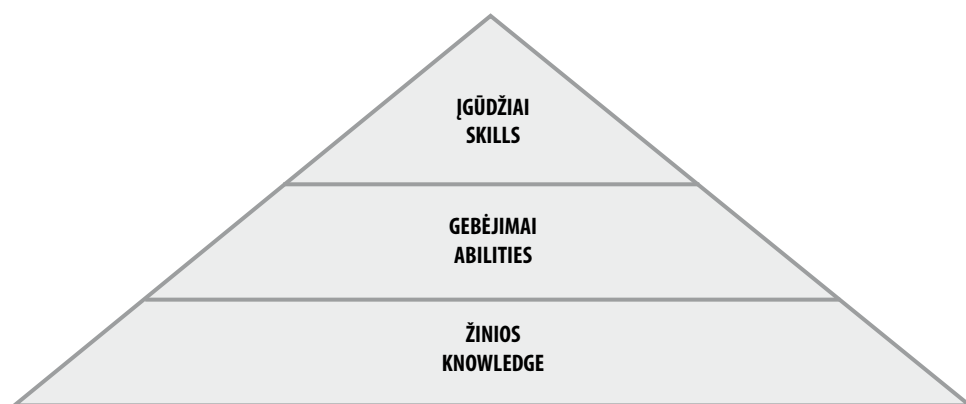 ĮGŪDŽIAI
SKILLS
GEBĖJIMAI
ABILITIES
ŽINIOS
KNOWLEDGE